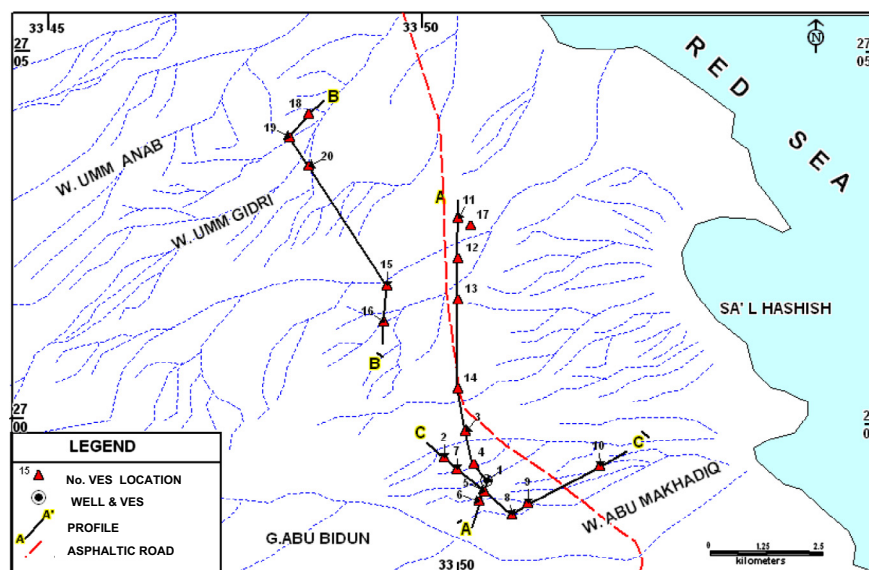 33 45
33 50
27
05
27
05
N
RED
SEA
B
18
19
20
W. UMM ANAB
W. UMM GIDRI
A
11
17
12
13
15
16
B'
SA' L HASHISH
14
27
00
2
0
3
C
2
7
4
1
5
6
8
9
10
C'
A'
W. ABU MAKHADIQ
G.ABU BIDUN
33 50
LEGEND
15
No. VES LOCATION
WELL & VES
A A'
PROFILE
ASPHALTIC ROAD
0 1.25 2.5
kilometers